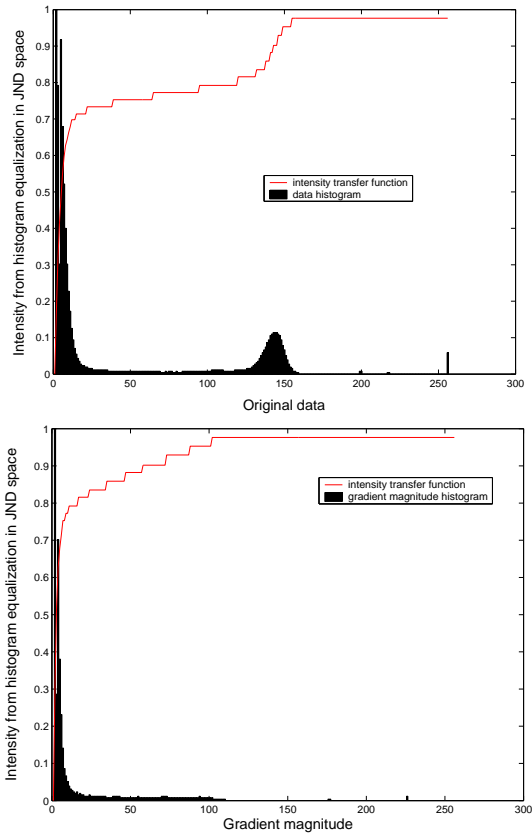 1
0.9
0.8
0.7
0.6
0.5
0.4
0.3
0.2
0.1
0
Intensity from histogram equalization in JND space
intensity transfer function
data histogram
0 50 100 150 200 250 300
Original data
1
0.9
0.8
0.7
0.6
0.5
0.4
0.3
0.2
0.1
0
Intensity from histogram equalization in JND space
intensity transfer function
gradient magnitude histogram
0 50 100 150 200 250 300
Gradient magnitude